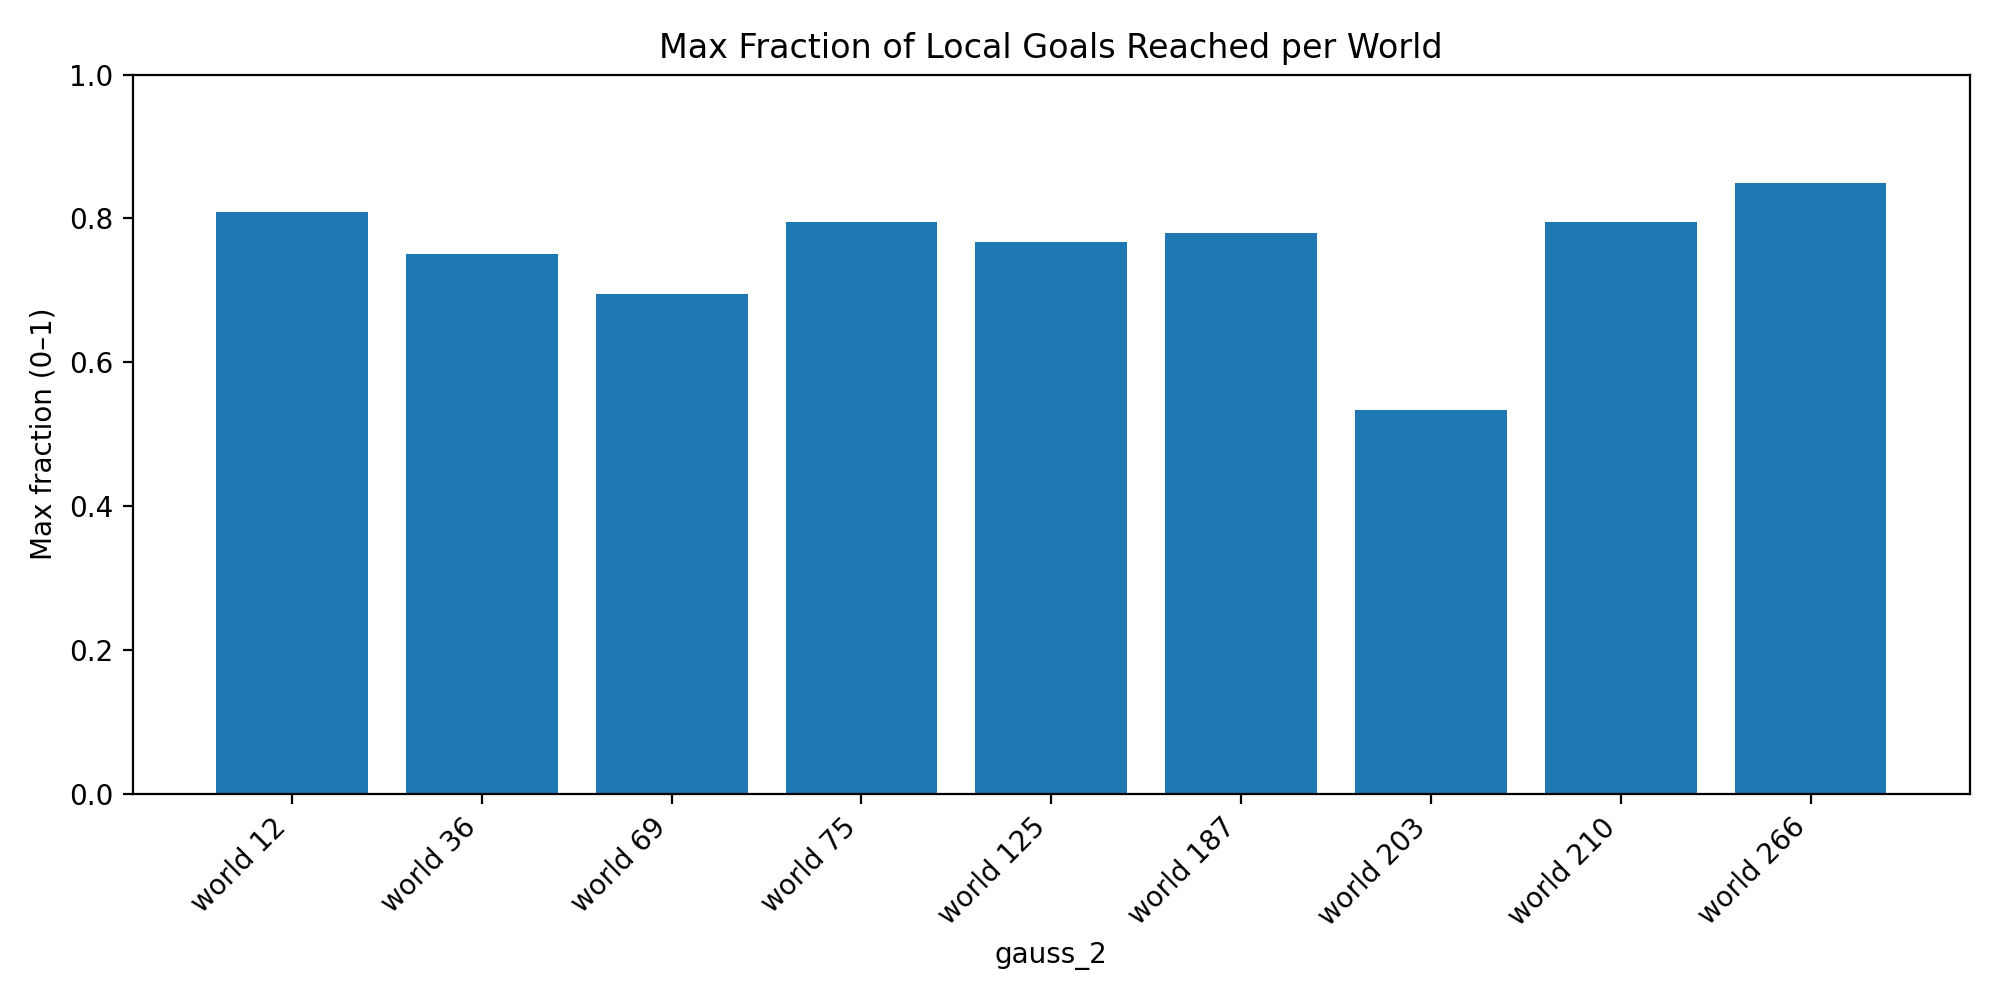 Max Fraction of Local Goals Reached per World
Max fraction (0–1)
1.0
0.8
0.6
0.4
0.2
0.0
world 12
world 36
world 69
world 75
world 125
world 187
world 203
world 210
world 266
gauss_2